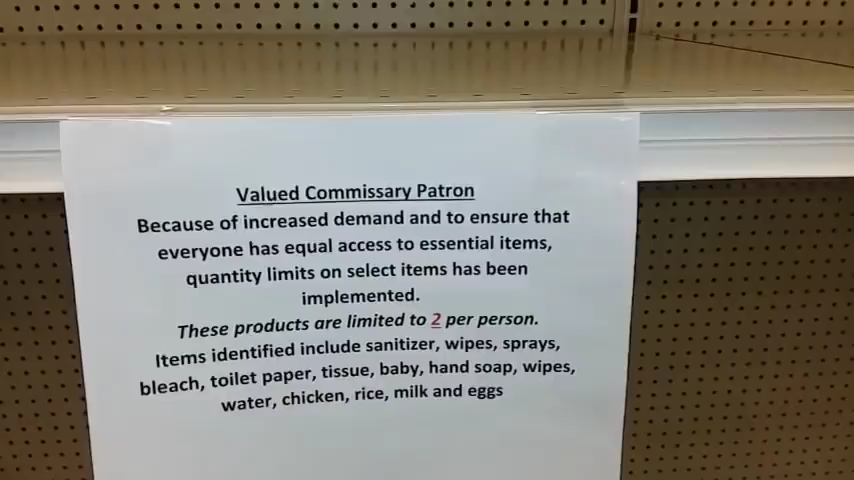 Valued Commissary Patron
Because of increased demand and to ensure that
everyone has equal access to essential items,
quantity limits on select items has been
implemented.
These products are limited to 2 per person.
Items identified include sanitizer, wipes, sprays,
bleach, toilet paper, tissue, baby, hand soap, wipes,
water, chicken, rice, milk and eggs